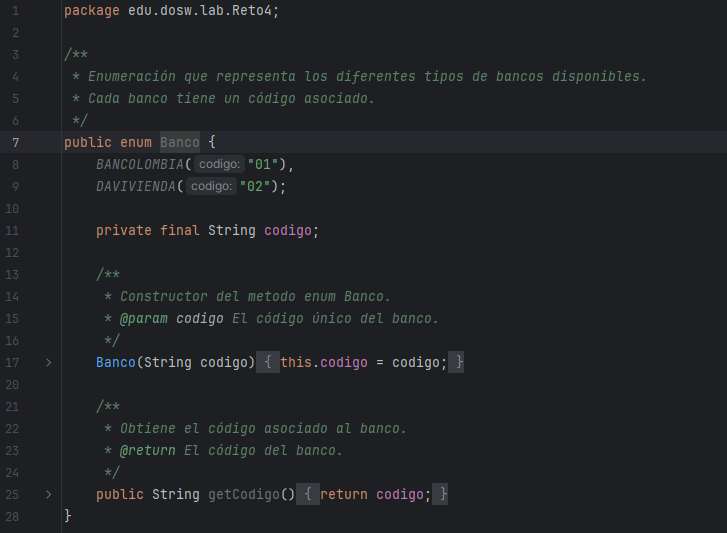 1 package edu.dosw.lab.Reto4;
2
3 /**
4 * Enumeración que representa los diferentes tipos de bancos disponibles.
5 * Cada banco tiene un código asociado.
6 */
7 public enum Banco {
8 BANCOLOMBIA( codigo: "01"),
9 DAVIVIENDA( codigo: "02");
10
11 private final String codigo;
12
13 /**
14 * Constructor del metodo enum Banco.
15 * @param codigo El código único del banco.
16 */
17 Banco(String codigo) { this.codigo = codigo; }
20
21 /**
22 * Obtiene el código asociado al banco.
23 * @return El código del banco.
24 */
25 public String getCodigo() { return codigo; }
28 }